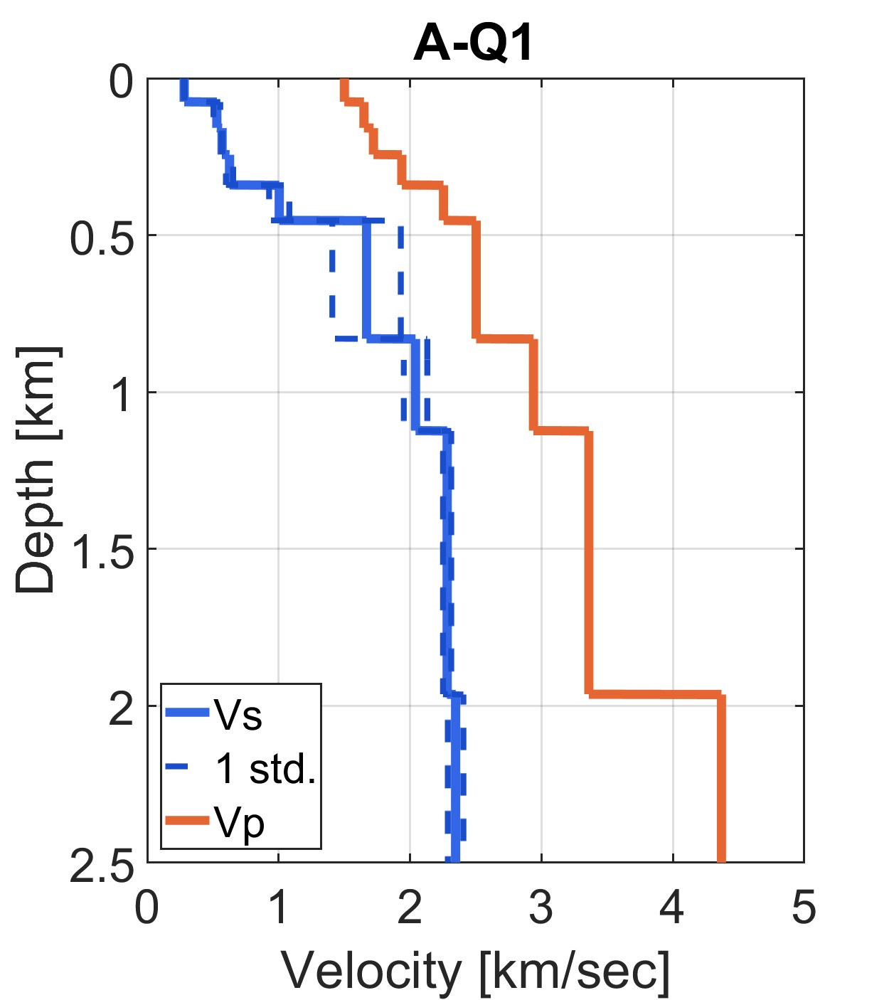 A-Q1
0
0.5
1
1.5
2
2.5
Depth [km]
Vs
1 std.
Vp
0 1 2 3 4 5
Velocity [km/sec]